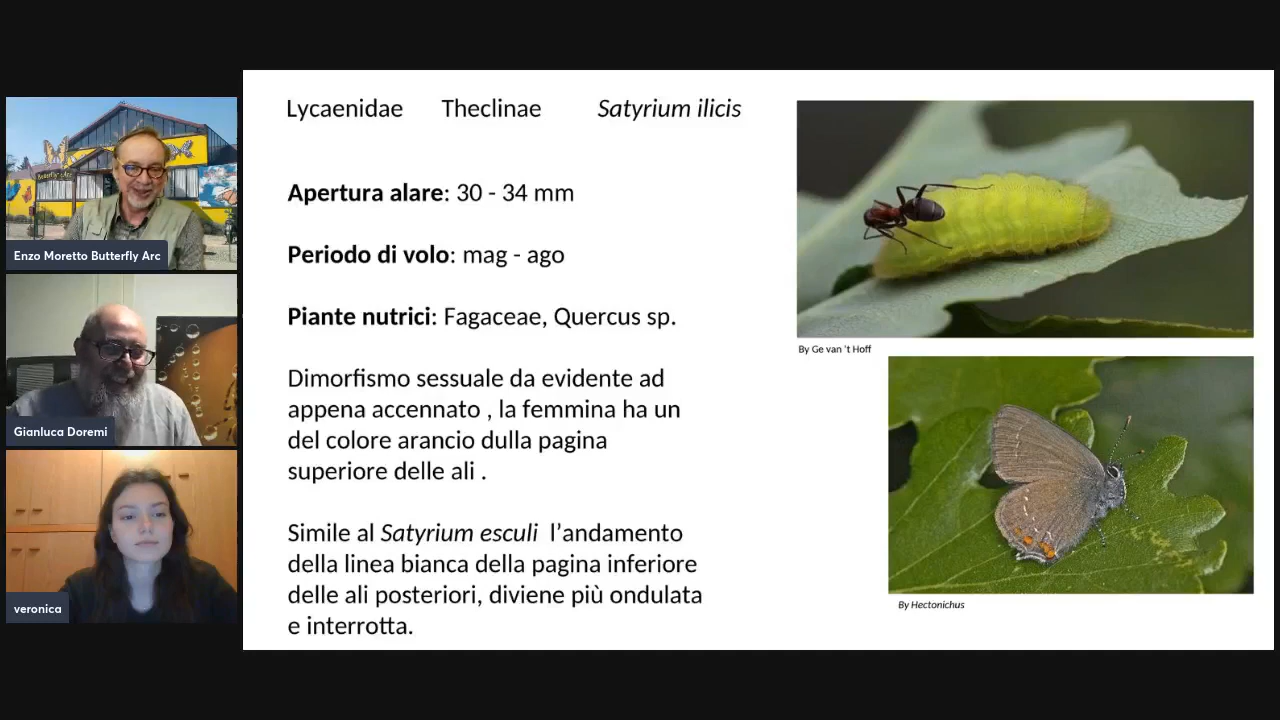 Butterfly Arc
Enzo Moretto Butterfly Arc
Gianluca Doremi
veronica
Lycaenidae Theclinae Satyrium ilicis
Apertura alare: 30 - 34 mm
Periodo di volo: mag - ago
Piante nutrici: Fagaceae, Quercus sp.
Dimorfismo sessuale da evidente ad
appena accennato , la femmina ha un
del colore arancio dulla pagina
superiore delle ali .
Simile al Satyrium esculi l’andamento
della linea bianca della pagina inferiore
delle ali posteriori, diviene più ondulata
e interrotta.
By Ge van 't Hoff
By Hectonichus